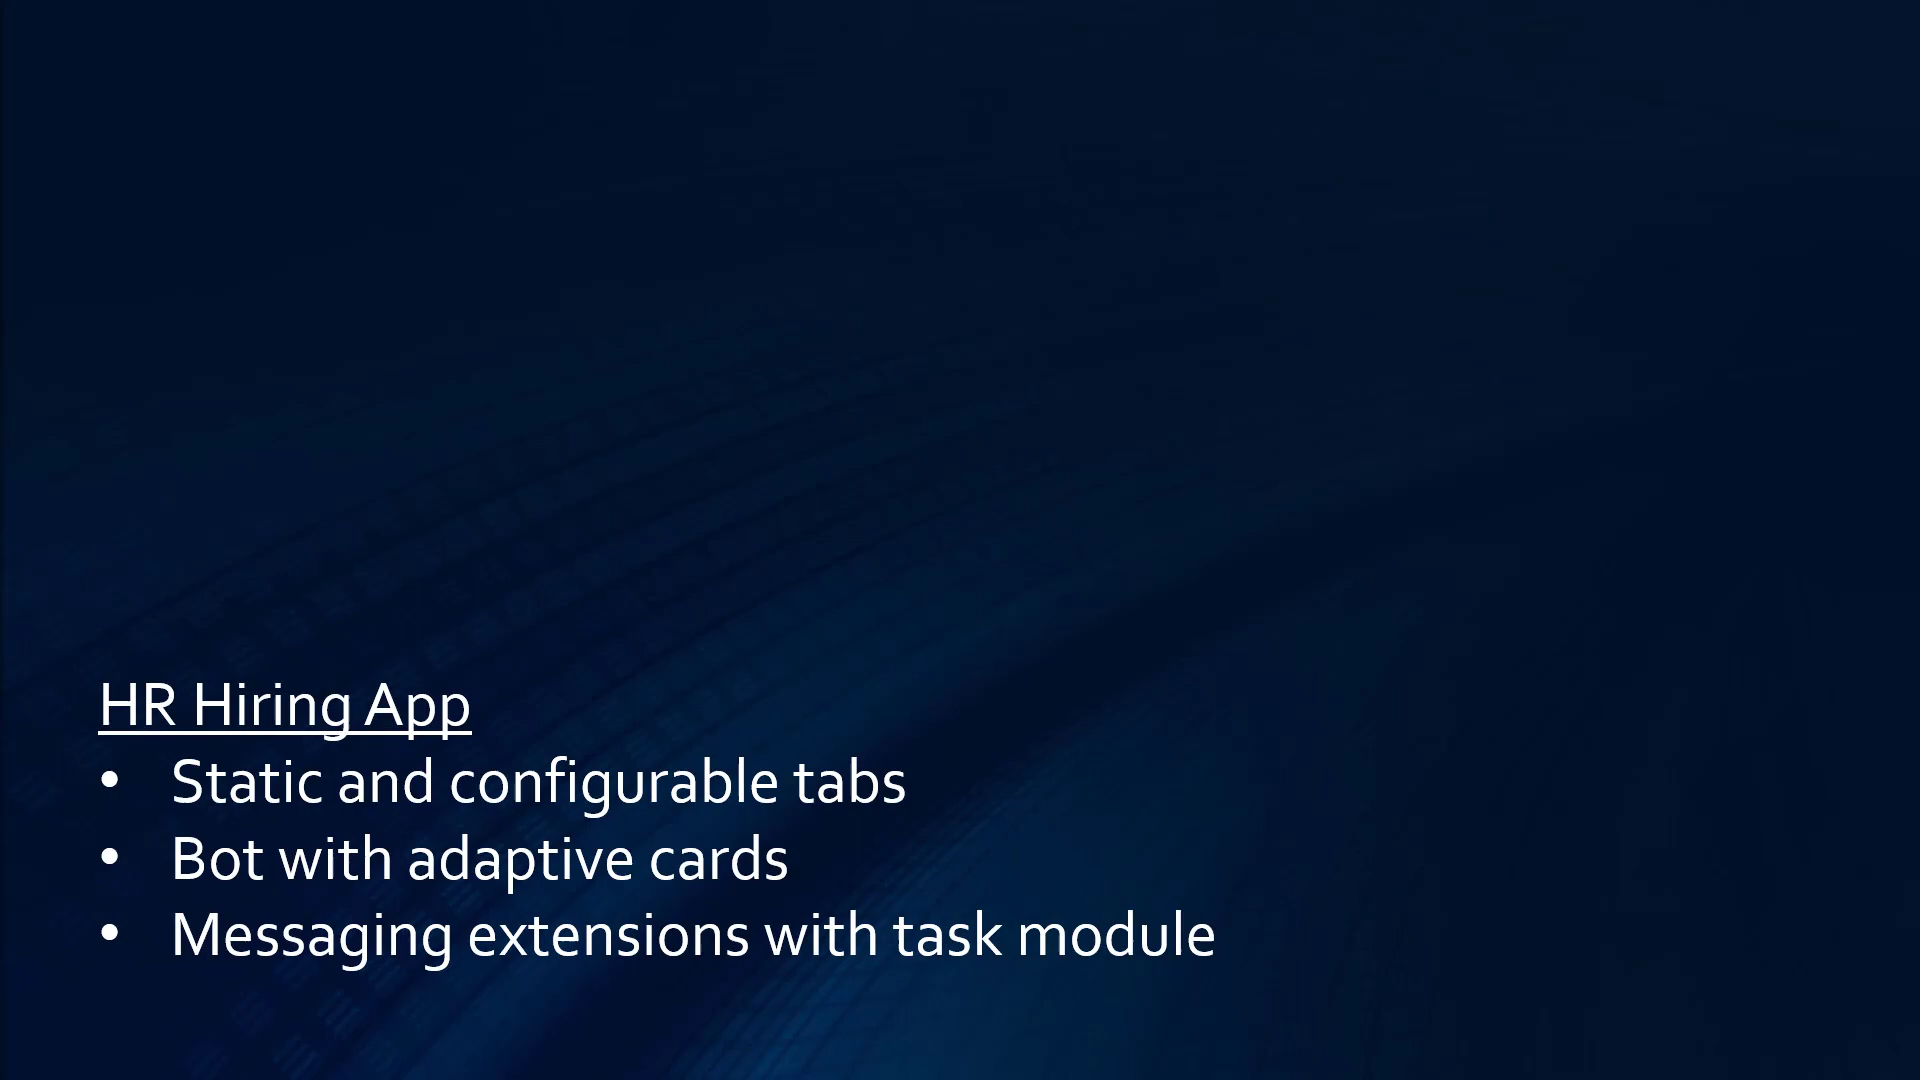 HR Hiring App
• Static and configurable tabs
• Bot with adaptive cards
• Messaging extensions with task module